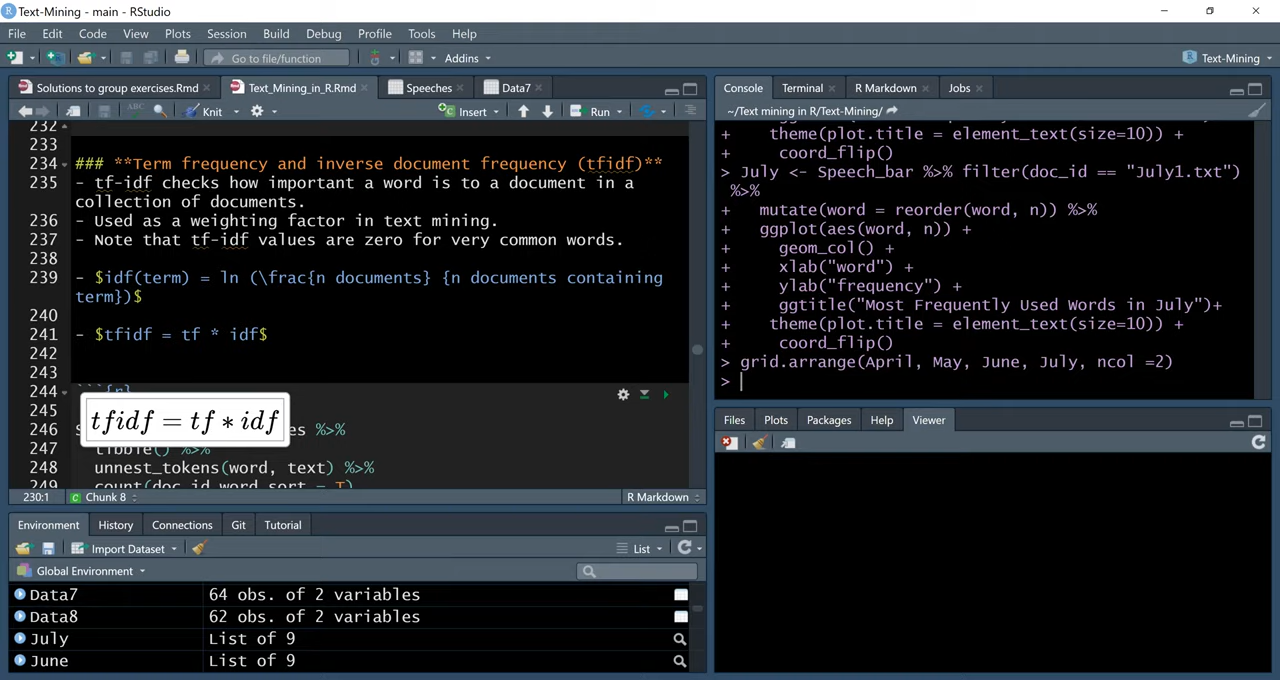 Text-Mining - main - RStudio
File Edit Code View Plots Session Build Debug Profile Tools Help
Go to file/function Addins Text-Mining
Solutions to group exercises.Rmd Text_Mining_in_R.Rmd Speeches Data7
Knit Insert Run
232
233
234 ### **Term frequency and inverse document frequency (tfidf)**
235 - tf-idf checks how important a word is to a document in a
collection of documents.
236 - Used as a weighting factor in text mining.
237 - Note that tf-idf values are zero for very common words.
238
239 - $idf(term) = ln (\frac{n documents} {n documents containing
term})$
240
241 - $tfidf = tf * idf$
242
243
244 ```{r}
245
tfidf = tf * idf
246 es %>%
247 tibble() %>%
248 unnest_tokens(word, text) %>%
249 count(doc_id,word,sort = T)
230:1 Chunk 8 R Markdown
Environment History Connections Git Tutorial
Import Dataset List
Global Environment
Data7 64 obs. of 2 variables
Data8 62 obs. of 2 variables
July List of 9
June List of 9
Console Terminal R Markdown Jobs
~/Text mining in R/Text-Mining/
+ theme(plot.title = element_text(size=10)) +
+ coord_flip()
> July <- Speech_bar %>% filter(doc_id == "July1.txt")
%>%
+ mutate(word = reorder(word, n)) %>%
+ ggplot(aes(word, n)) +
+ geom_col() +
+ xlab("word") +
+ ylab("frequency") +
+ ggtitle("Most Frequently Used Words in July")+
+ theme(plot.title = element_text(size=10)) +
+ coord_flip()
> grid.arrange(April, May, June, July, ncol =2)
>
Files Plots Packages Help Viewer